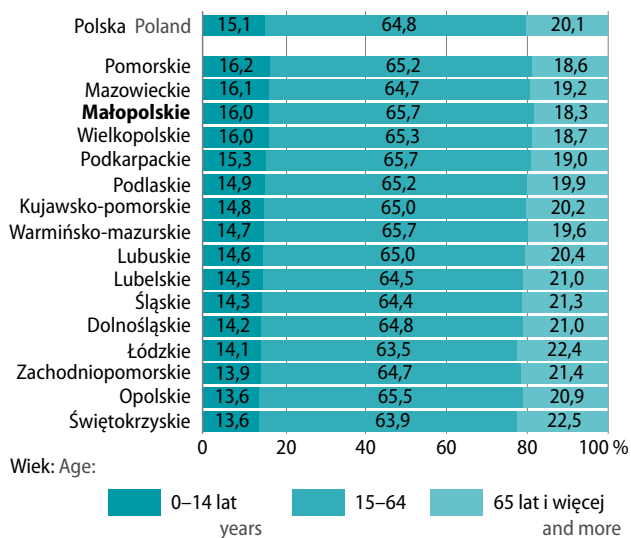 Polska Poland 15,1 64,8 20,1
Pomorskie 16,2 65,2 18,6
Mazowieckie 16,1 64,7 19,2
Małopolskie 16,0 65,7 18,3
Wielkopolskie 16,0 65,3 18,7
Podkarpackie 15,3 65,7 19,0
Podlaskie 14,9 65,2 19,9
Kujawsko-pomorskie 14,8 65,0 20,2
Warmińsko-mazurskie 14,7 65,7 19,6
Lubuskie 14,6 65,0 20,4
Lubelskie 14,5 64,5 21,0
Śląskie 14,3 64,4 21,3
Dolnośląskie 14,2 64,8 21,0
Łódzkie 14,1 63,5 22,4
Zachodniopomorskie 13,9 64,7 21,4
Opolskie 13,6 65,5 20,9
Świętokrzyskie 13,6 63,9 22,5
0 20 40 60 80 100 %
Wiek: Age:
0–14 lat 15–64 65 lat i więcej
years and more